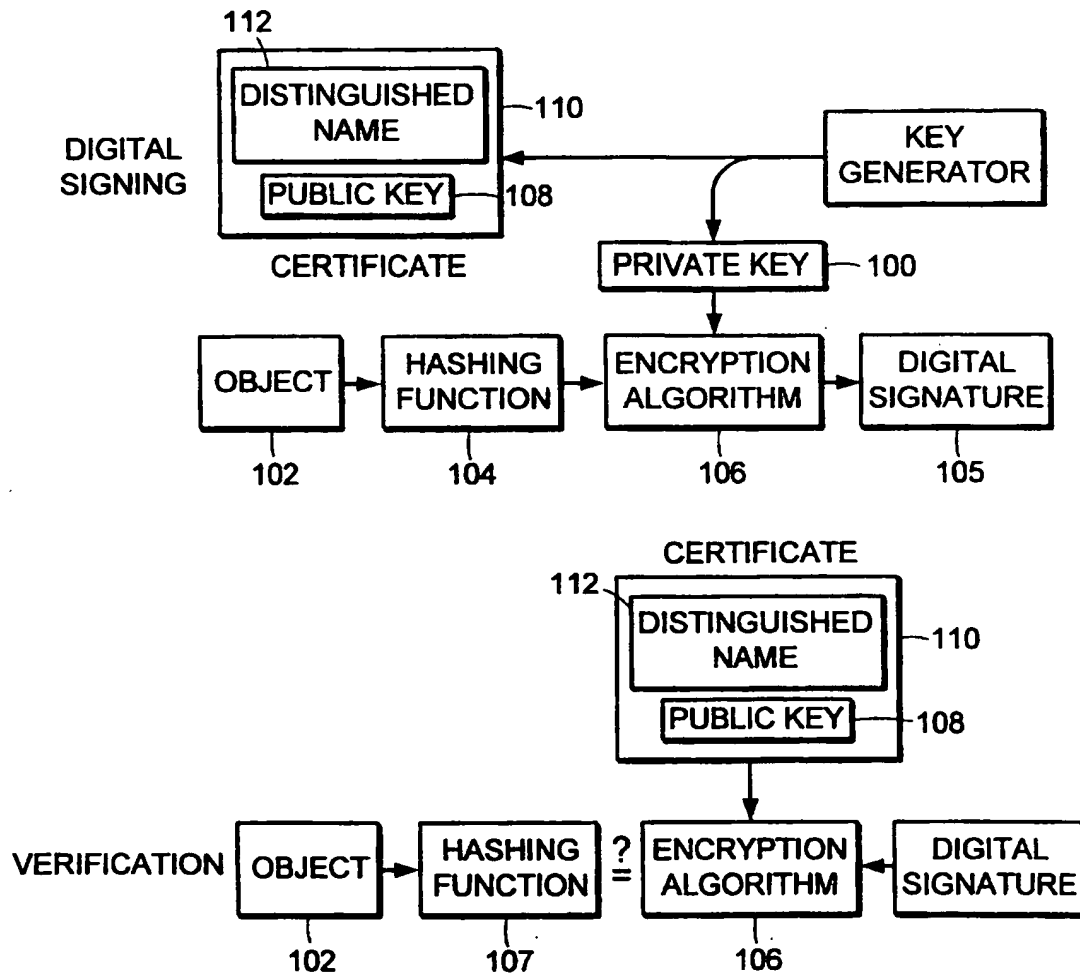 112
DISTINGUISHED
NAME
110
DIGITAL
SIGNING
PUBLIC KEY
108
CERTIFICATE
KEY
GENERATOR
PRIVATE KEY
100
OBJECT
HASHING
FUNCTION
ENCRYPTION
ALGORITHM
DIGITAL
SIGNATURE
102
104
106
105
CERTIFICATE
112
DISTINGUISHED
NAME
110
PUBLIC KEY
108
VERIFICATION
OBJECT
HASHING
FUNCTION
?
=
ENCRYPTION
ALGORITHM
DIGITAL
SIGNATURE
102
107
106